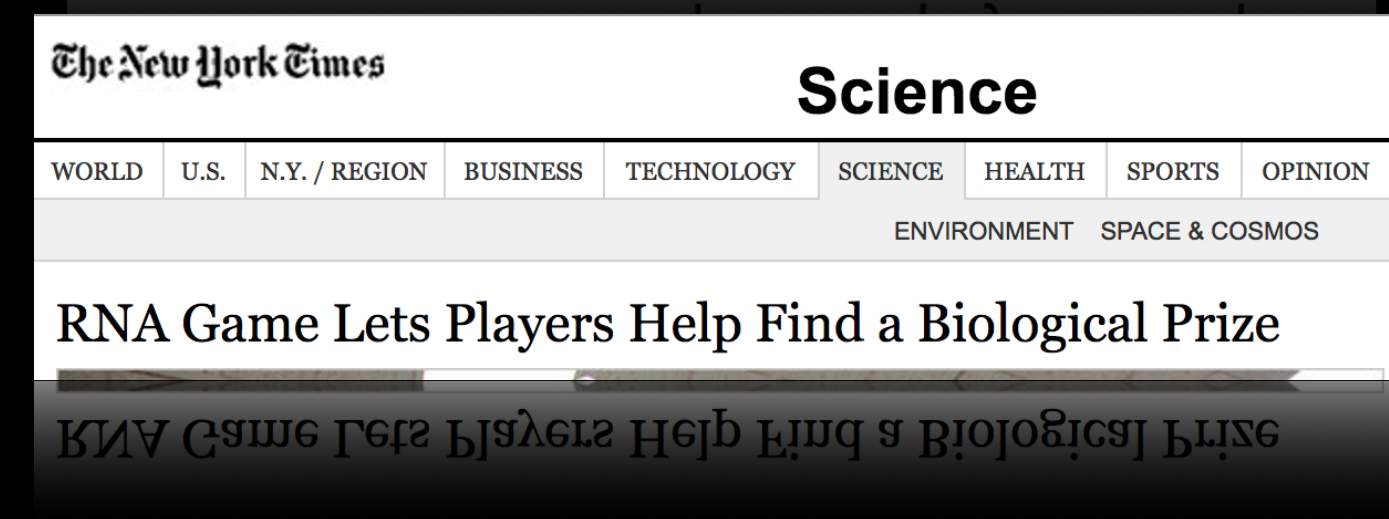 The New York Times
Science
WORLD U.S. N.Y. / REGION BUSINESS TECHNOLOGY SCIENCE HEALTH SPORTS OPINION
ENVIRONMENT SPACE & COSMOS
RNA Game Lets Players Help Find a Biological Prize
RNA Game Lets Players Help Find a Biological Prize